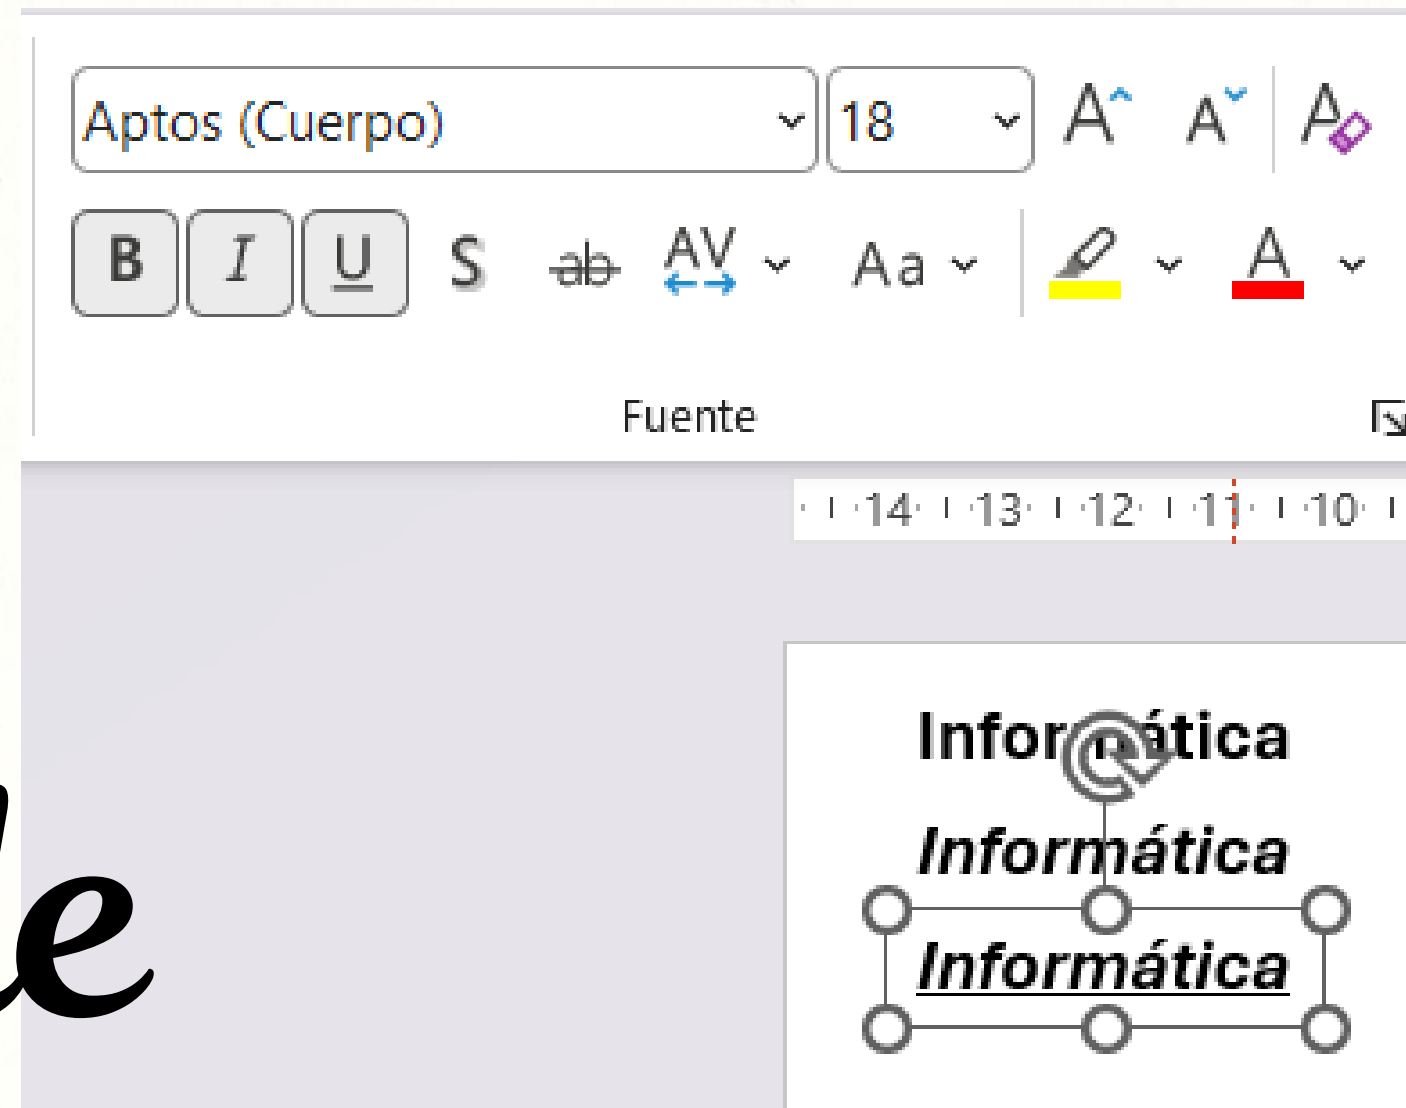 Aptos (Cuerpo) 18 A A A
B I U S ab AV Aa A
Fuente
14 13 12 11 10
Informática
Informática
Informática
e